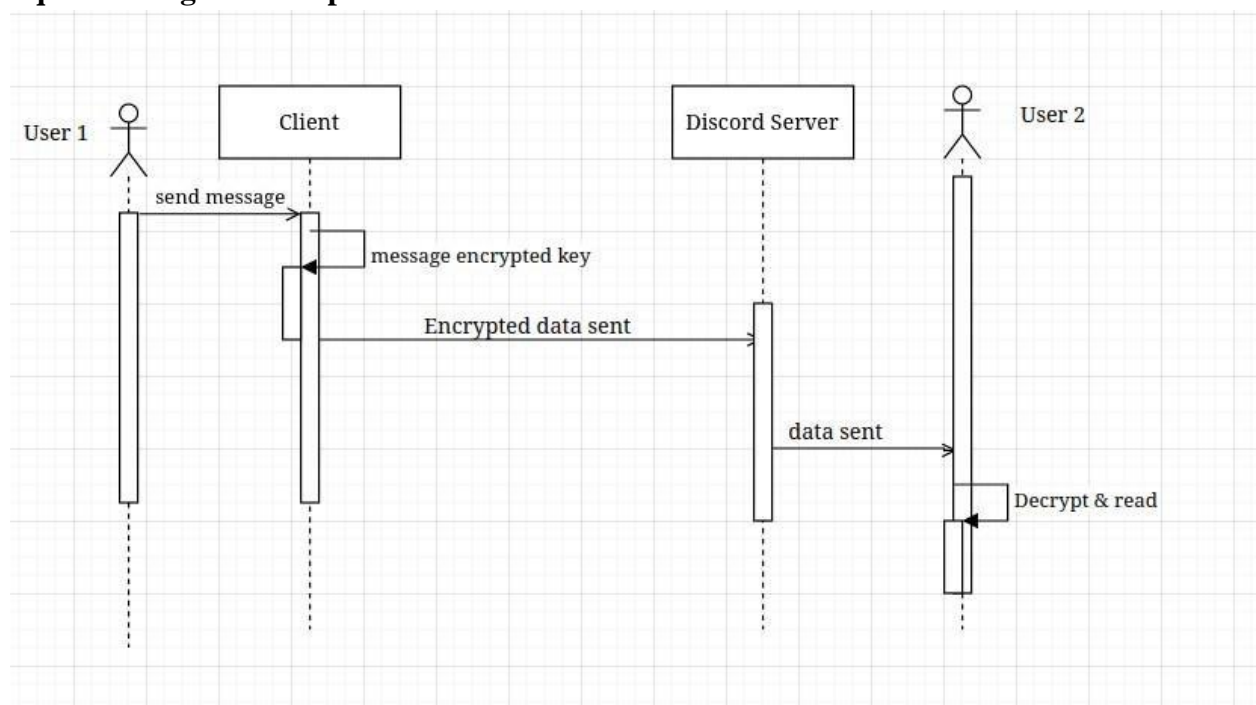 User 1
Client
Discord Server
User 2
send message
message encrypted key
Encrypted data sent
data sent
Decrypt & read